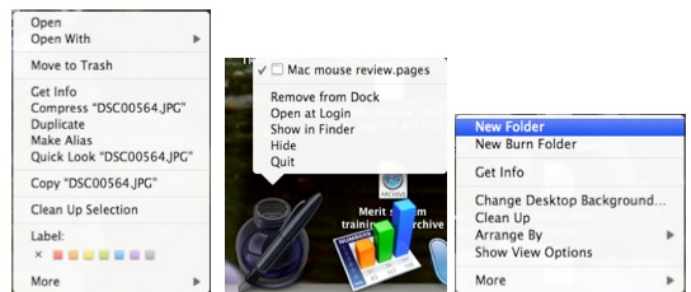 Open
Open With
Move to Trash
Get Info
Compress "DSC00564.JPG"
Duplicate
Make Alias
Quick Look "DSC00564.JPG"
Copy "DSC00564.JPG"
Clean Up Selection
Label:
More
Mac mouse review.pages
Remove from Dock
Open at Login
Show in Finder
Hide
Quit
ARCHIVE
Merit
NUMBERS
New Folder
New Burn Folder
Get Info
Change Desktop Background...
Clean Up
Arrange By
Show View Options
More